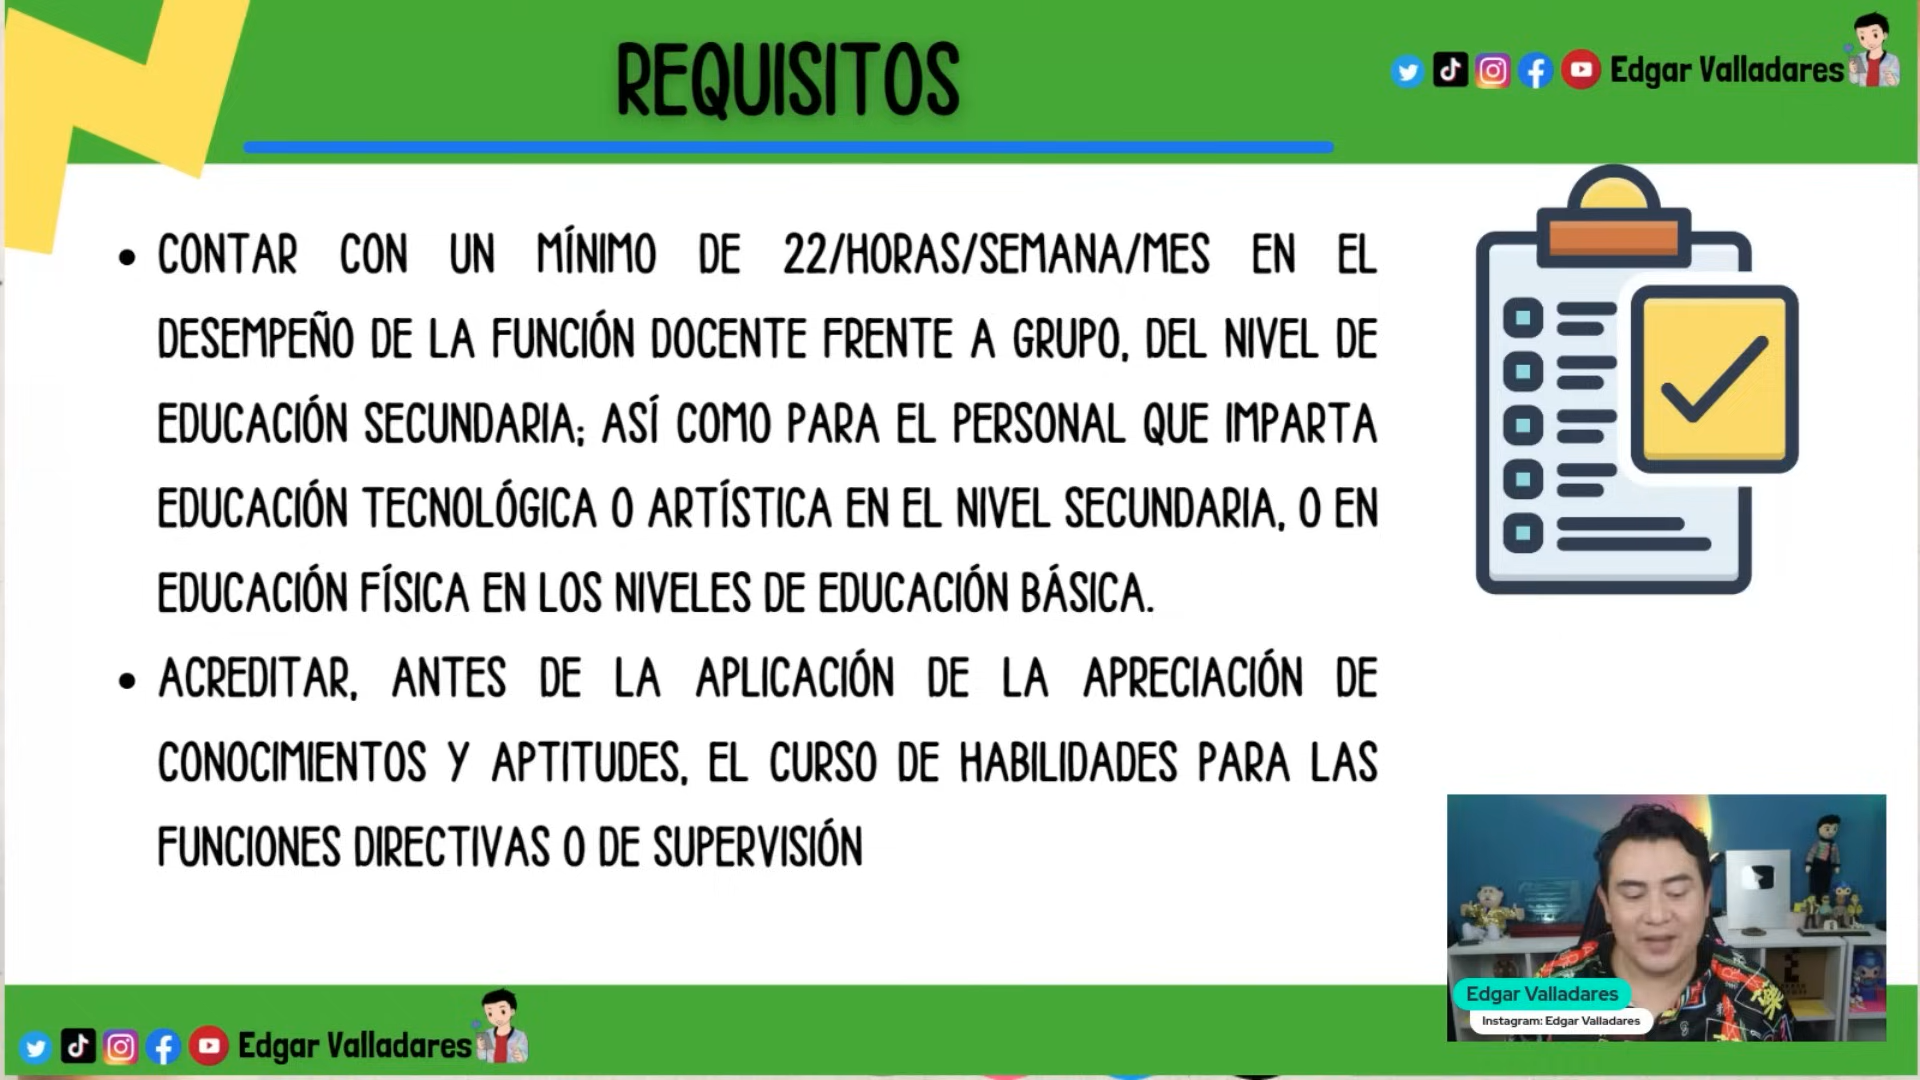 REQUISITOS
Edgar Valladares
• CONTAR CON UN MÍNIMO DE 22/HORAS/SEMANA/MES EN EL
DESEMPEÑO DE LA FUNCIÓN DOCENTE FRENTE A GRUPO, DEL NIVEL DE
EDUCACIÓN SECUNDARIA; ASÍ COMO PARA EL PERSONAL QUE IMPARTA
EDUCACIÓN TECNOLÓGICA O ARTÍSTICA EN EL NIVEL SECUNDARIA, O EN
EDUCACIÓN FÍSICA EN LOS NIVELES DE EDUCACIÓN BÁSICA.
• ACREDITAR, ANTES DE LA APLICACIÓN DE LA APRECIACIÓN DE
CONOCIMIENTOS Y APTITUDES, EL CURSO DE HABILIDADES PARA LAS
FUNCIONES DIRECTIVAS O DE SUPERVISIÓN
Edgar Valladares
Instagram: Edgar Valladares
Edgar Valladares